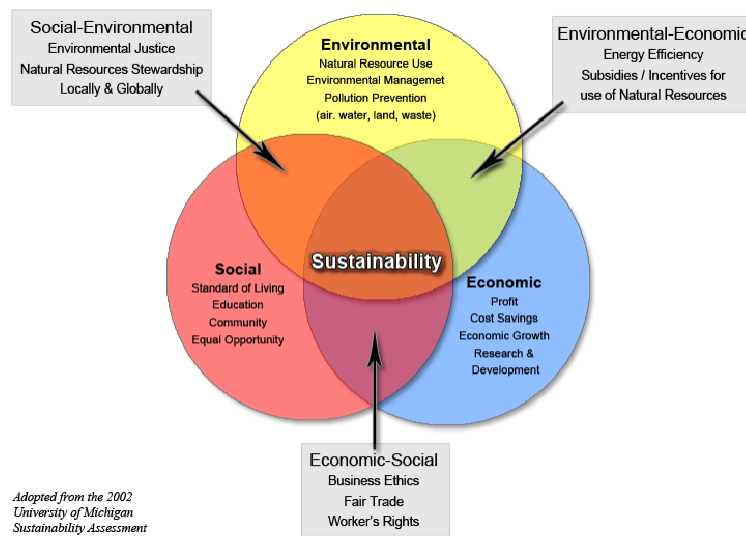 Social-Environmental
Environmental Justice
Natural Resources Stewardship
Locally & Globally
Environmental
Natural Resource Use
Environmental Managemet
Pollution Prevention
(air. water, land, waste)
Environmental-Economic
Energy Efficiency
Subsidies / Incentives for
use of Natural Resources
Sustainability
Social
Standard of Living
Education
Community
Equal Opportunity
Economic
Profit
Cost Savings
Economic Growth
Research &
Development
Economic-Social
Business Ethics
Fair Trade
Worker's Rights
Adopted from the 2002
University of Michigan
Sustainability Assessment